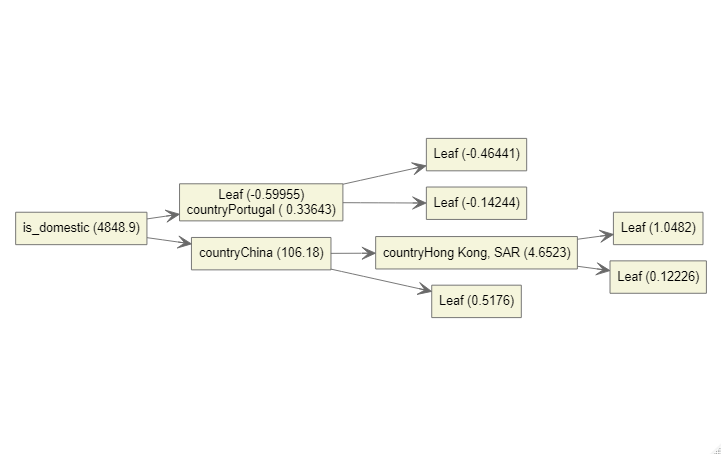 is_domestic (4848.9)
Leaf (-0.59955)
countryPortugal ( 0.33643)
countryChina (106.18)
Leaf (-0.46441)
Leaf (-0.14244)
countryHong Kong, SAR (4.6523)
Leaf (0.5176)
Leaf (1.0482)
Leaf (0.12226)